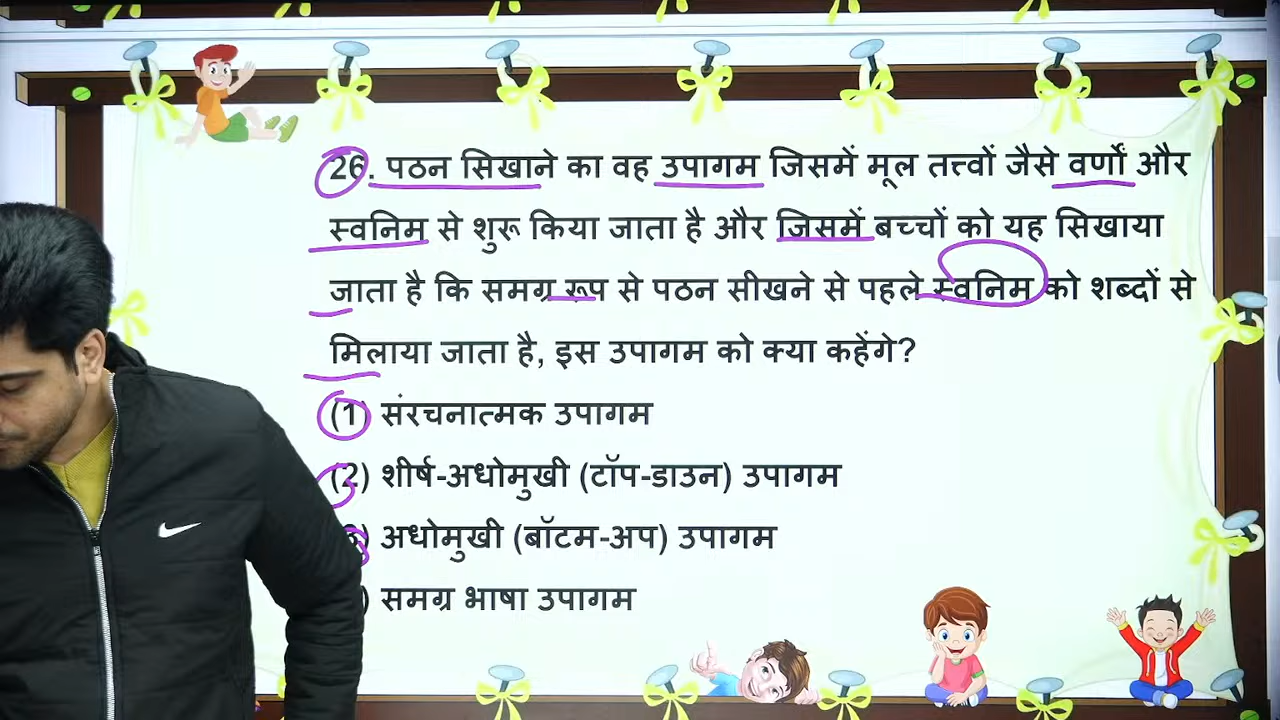 26. पठन सिखाने का वह उपागम जिसमें मूल तत्त्वों जैसे वर्णों और
स्वनिम से शुरू किया जाता है और जिसमें बच्चों को यह सिखाया
जाता है कि समग्र रूप से पठन सीखने से पहले स्वनिम को शब्दों से
मिलाया जाता है, इस उपागम को क्या कहेंगे?
(1) संरचनात्मक उपागम
(2) शीर्ष-अधोमुखी (टॉप-डाउन) उपागम
3) अधोमुखी (बॉटम-अप) उपागम
) समग्र भाषा उपागम